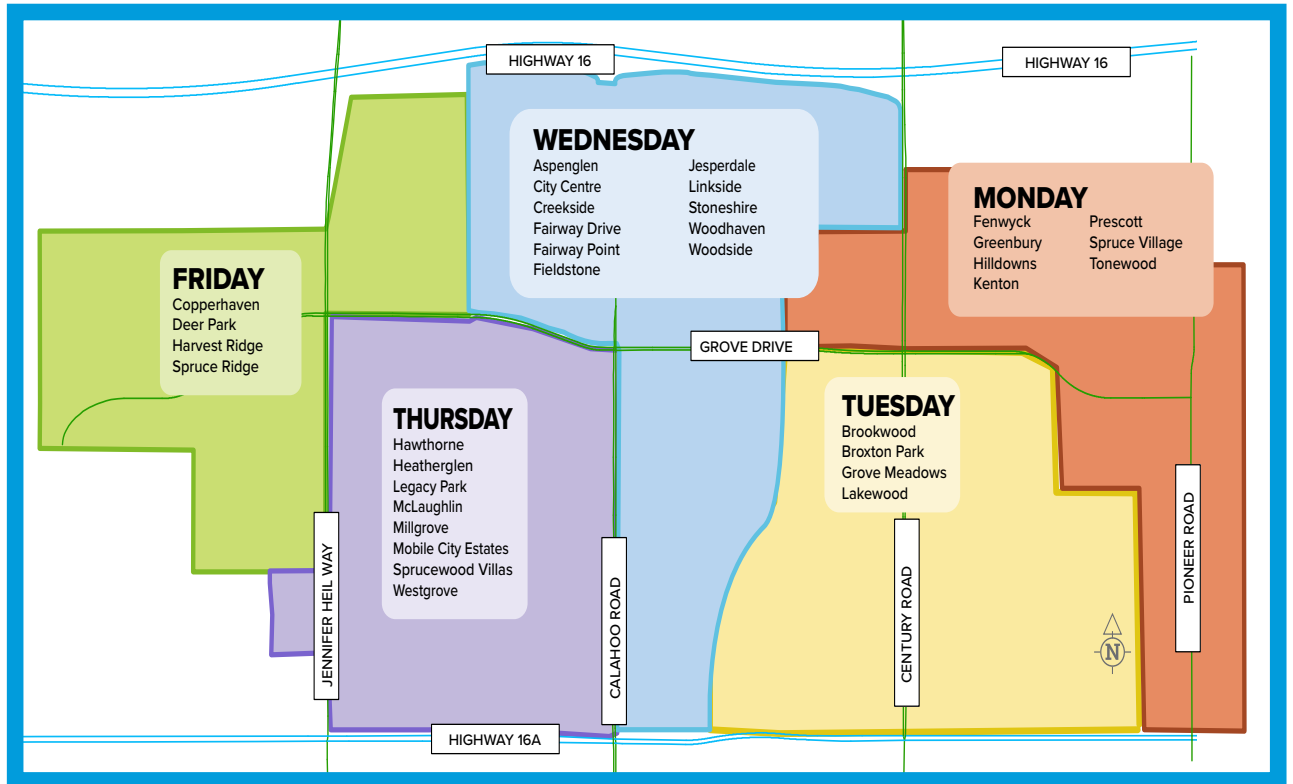 HIGHWAY 16
HIGHWAY 16
WEDNESDAY
Aspenglen
City Centre
Creekside
Fairway Drive
Fairway Point
Fieldstone
Jesperdale
Linkside
Stoneshire
Woodhaven
Woodside
MONDAY
Fenwyck
Greenbury
Hilldowns
Kenton
Prescott
Spruce Village
Tonewood
FRIDAY
Copperhaven
Deer Park
Harvest Ridge
Spruce Ridge
GROVE DRIVE
THURSDAY
Hawthorne
Heatherglen
Legacy Park
McLaughlin
Millgrove
Mobile City Estates
Sprucewood Villas
Westgrove
TUESDAY
Brookwood
Broxton Park
Grove Meadows
Lakewood
JENNIFER HEIL WAY
CALAHOO ROAD
CENTURY ROAD
PIONEER ROAD
N
HIGHWAY 16A